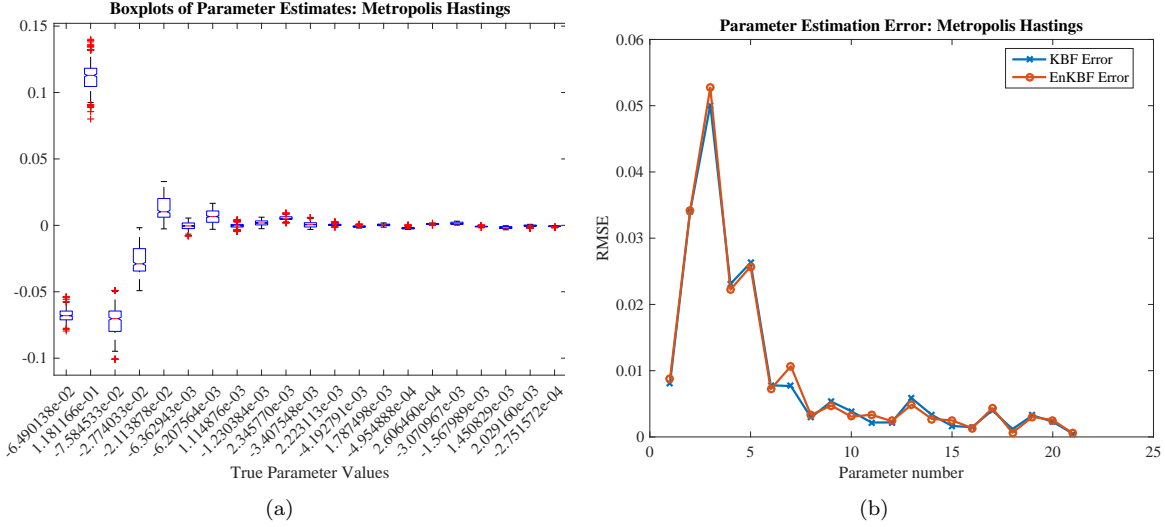 Boxplots of Parameter Estimates: Metropolis Hastings
0.15
0.1
0.05
0
-0.05
-0.1
-6.490138e-02
1.181166e-01
-7.584533e-02
-2.774033e-02
-2.113878e-02
-6.362943e-03
-6.207564e-03
1.114876e-03
-1.230384e-03
2.345770e-03
-3.407548e-03
2.223113e-03
-4.192791e-03
1.787498e-03
-4.954888e-04
2.606460e-04
-3.070967e-03
-1.567989e-03
1.450829e-03
2.029160e-03
-2.751572e-04
True Parameter Values
(a)
Parameter Estimation Error: Metropolis Hastings
0.06
0.05
0.04
0.03
0.02
0.01
0
RMSE
KBF Error
EnKBF Error
0 5 10 15 20 25
Parameter number
(b)